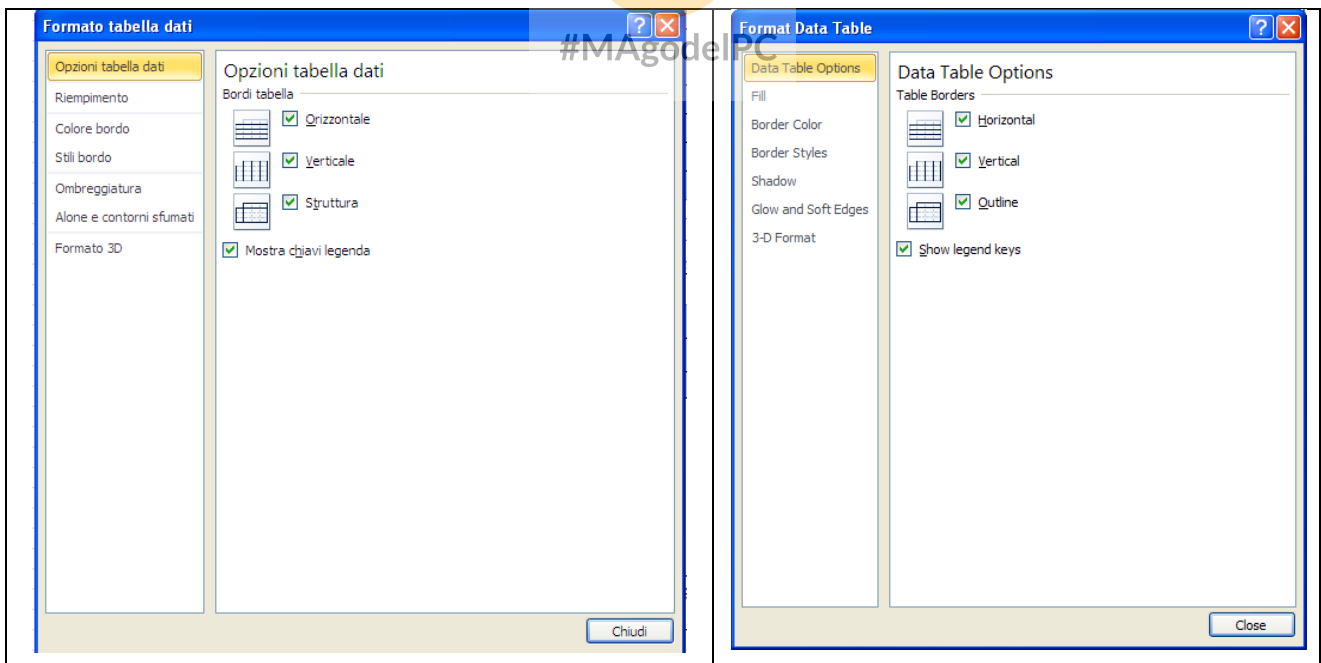 #MAgodelPC
Formato tabella dati
Opzioni tabella dati
Riempimento
Colore bordo
Stili bordo
Ombreggiatura
Alone e contorni sfumati
Formato 3D
Opzioni tabella dati
Bordi tabella
Orizzontale
Verticale
Struttura
Mostra chiavi legenda
Chiudi
Format Data Table
Data Table Options
Fill
Border Color
Border Styles
Shadow
Glow and Soft Edges
3-D Format
Data Table Options
Table Borders
Horizontal
Vertical
Outline
Show legend keys
Close